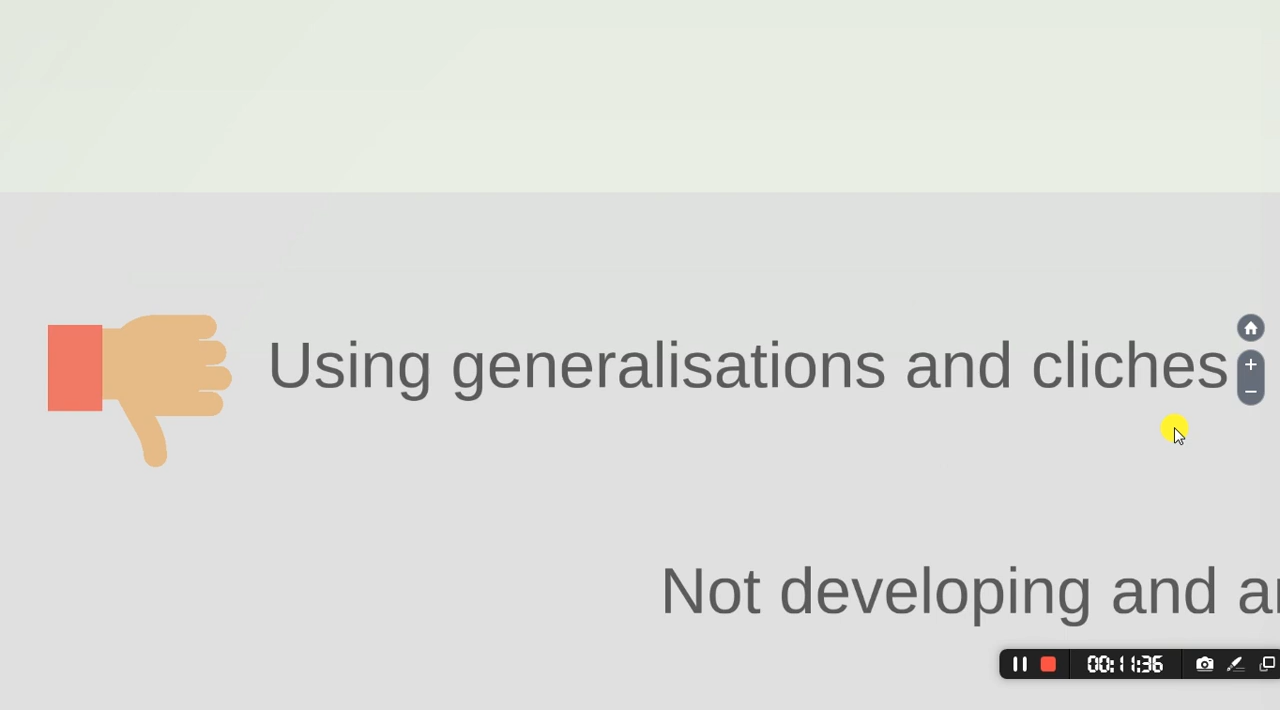 Using generalisations and cliches
Not developing and
00:11:36